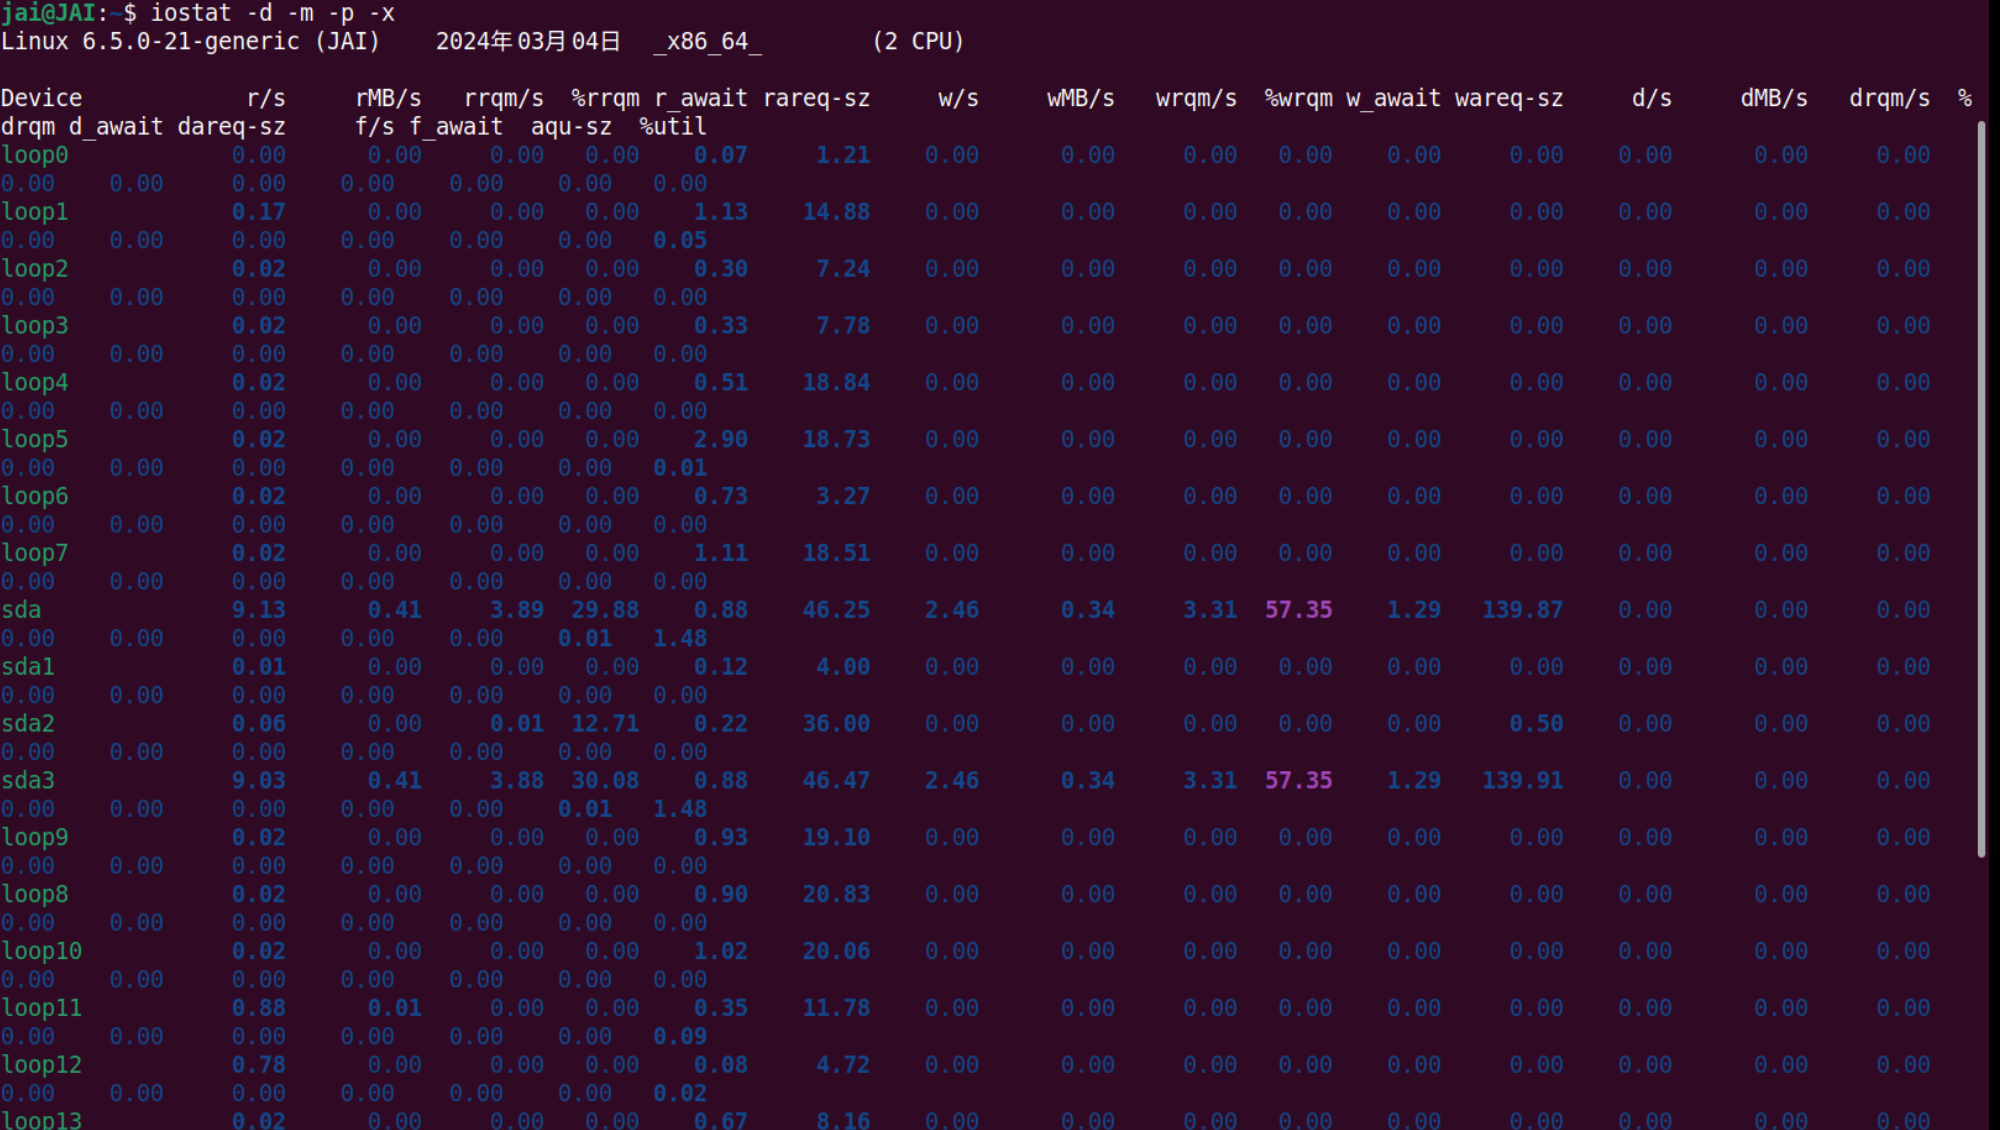 jai@JAI:~$ iostat -d -m -p -x
Linux 6.5.0-21-generic (JAI) 	2024年03月04日 	_x86_64_	(2 CPU)
Device r/s rMB/s rrqm/s %rrqm r_await rareq-sz w/s wMB/s wrqm/s %wrqm w_await wareq-sz d/s dMB/s drqm/s %
drqm d_await dareq-sz f/s f_await aqu-sz %util
loop0 0.00 0.00 0.00 0.00 0.07 1.21 0.00 0.00 0.00 0.00 0.00 0.00 0.00 0.00 0.00
0.00 0.00 0.00 0.00 0.00 0.00 0.00
loop1 0.17 0.00 0.00 0.00 1.13 14.88 0.00 0.00 0.00 0.00 0.00 0.00 0.00 0.00 0.00
0.00 0.00 0.00 0.00 0.00 0.00 0.05
loop2 0.02 0.00 0.00 0.00 0.30 7.24 0.00 0.00 0.00 0.00 0.00 0.00 0.00 0.00 0.00
0.00 0.00 0.00 0.00 0.00 0.00 0.00
loop3 0.02 0.00 0.00 0.00 0.33 7.78 0.00 0.00 0.00 0.00 0.00 0.00 0.00 0.00 0.00
0.00 0.00 0.00 0.00 0.00 0.00 0.00
loop4 0.02 0.00 0.00 0.00 0.51 18.84 0.00 0.00 0.00 0.00 0.00 0.00 0.00 0.00 0.00
0.00 0.00 0.00 0.00 0.00 0.00 0.00
loop5 0.02 0.00 0.00 0.00 2.90 18.73 0.00 0.00 0.00 0.00 0.00 0.00 0.00 0.00 0.00
0.00 0.00 0.00 0.00 0.00 0.00 0.01
loop6 0.02 0.00 0.00 0.00 0.73 3.27 0.00 0.00 0.00 0.00 0.00 0.00 0.00 0.00 0.00
0.00 0.00 0.00 0.00 0.00 0.00 0.00
loop7 0.02 0.00 0.00 0.00 1.11 18.51 0.00 0.00 0.00 0.00 0.00 0.00 0.00 0.00 0.00
0.00 0.00 0.00 0.00 0.00 0.00 0.00
sda 9.13 0.41 3.89 29.88 0.88 46.25 2.46 0.34 3.31 57.35 1.29 139.87 0.00 0.00 0.00
0.00 0.00 0.00 0.00 0.00 0.01 1.48
sda1 0.01 0.00 0.00 0.00 0.12 4.00 0.00 0.00 0.00 0.00 0.00 0.00 0.00 0.00 0.00
0.00 0.00 0.00 0.00 0.00 0.00 0.00
sda2 0.06 0.00 0.01 12.71 0.22 36.00 0.00 0.00 0.00 0.00 0.00 0.50 0.00 0.00 0.00
0.00 0.00 0.00 0.00 0.00 0.00 0.00
sda3 9.03 0.41 3.88 30.08 0.88 46.47 2.46 0.34 3.31 57.35 1.29 139.91 0.00 0.00 0.00
0.00 0.00 0.00 0.00 0.00 0.01 1.48
loop9 0.02 0.00 0.00 0.00 0.93 19.10 0.00 0.00 0.00 0.00 0.00 0.00 0.00 0.00 0.00
0.00 0.00 0.00 0.00 0.00 0.00 0.00
loop8 0.02 0.00 0.00 0.00 0.90 20.83 0.00 0.00 0.00 0.00 0.00 0.00 0.00 0.00 0.00
0.00 0.00 0.00 0.00 0.00 0.00 0.00
loop10 0.02 0.00 0.00 0.00 1.02 20.06 0.00 0.00 0.00 0.00 0.00 0.00 0.00 0.00 0.00
0.00 0.00 0.00 0.00 0.00 0.00 0.00
loop11 0.88 0.01 0.00 0.00 0.35 11.78 0.00 0.00 0.00 0.00 0.00 0.00 0.00 0.00 0.00
0.00 0.00 0.00 0.00 0.00 0.00 0.09
loop12 0.78 0.00 0.00 0.00 0.08 4.72 0.00 0.00 0.00 0.00 0.00 0.00 0.00 0.00 0.00
0.00 0.00 0.00 0.00 0.00 0.00 0.02
loop13 0.02 0.00 0.00 0.00 0.67 8.16 0.00 0.00 0.00 0.00 0.00 0.00 0.00 0.00 0.00